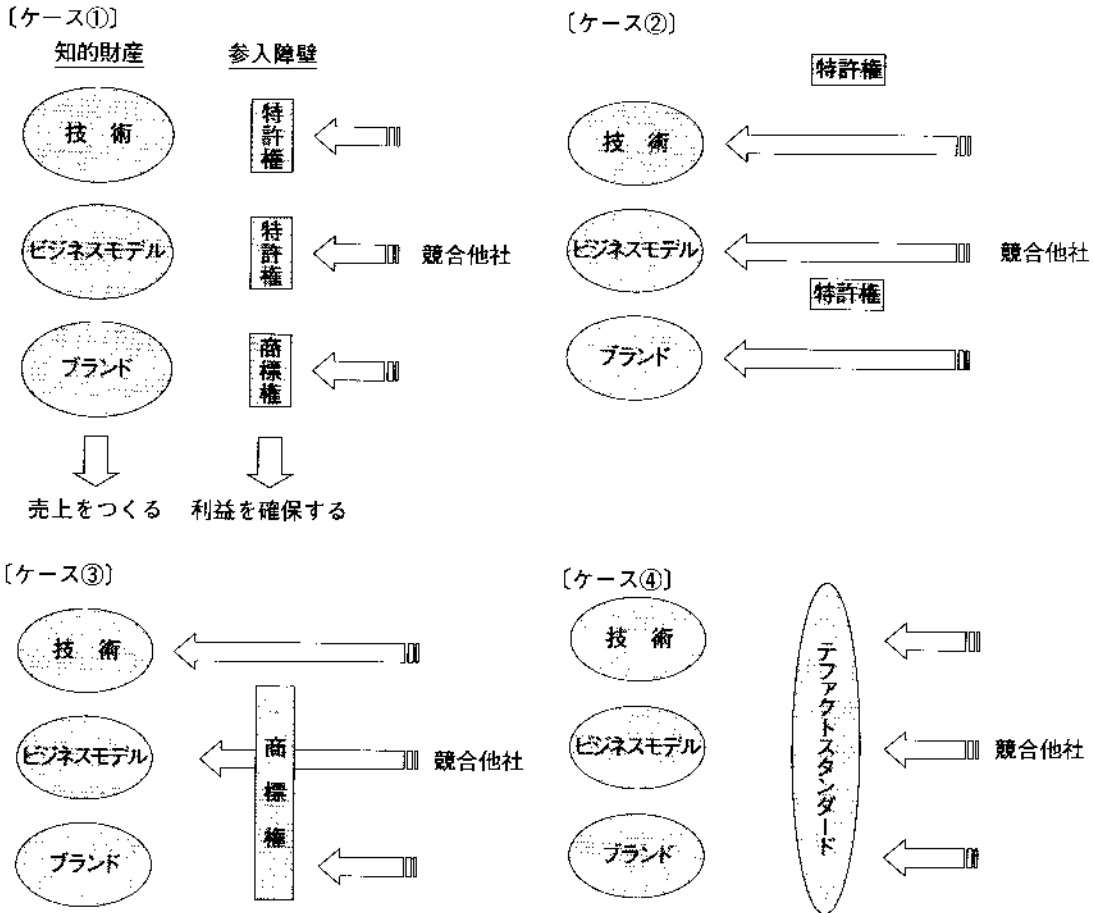 〔ケース①〕
知的財産 参入障壁
技 術
特許権
ビジネスモデル
特許権
競合他社
ブランド
商標権
売上をつくる 利益を確保する
〔ケース②〕
特許権
技 術
ビジネスモデル
競合他社
特許権
ブランド
〔ケース③〕
技 術
ビジネスモデル
商標権
競合他社
ブランド
〔ケース④〕
技 術
ビジネスモデル
デファクトスタンダード
競合他社
ブランド